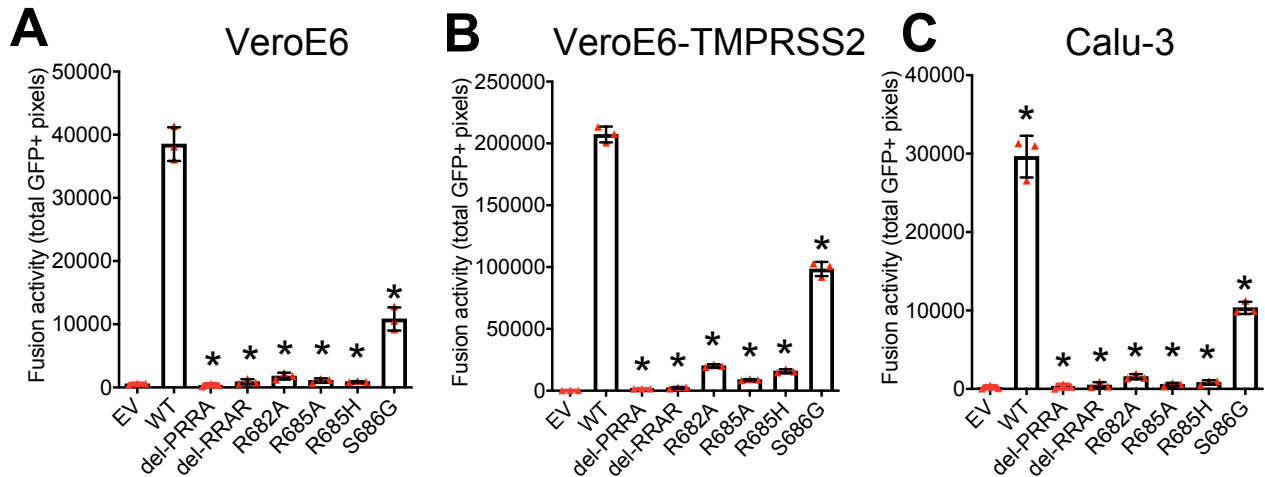 A
VeroE6
Fusion activity (total GFP+ pixels)
50000
40000
30000
20000
10000
0
*
*
*
*
*
*
EV
WT
del-PRRA
del-RRAR
R682A
R685A
R685H
S686G
B
VeroE6-TMPRSS2
Fusion activity (total GFP+ pixels)
250000
200000
150000
100000
50000
0
*
*
*
*
*
*
EV
WT
del-PRRA
del-RRAR
R682A
R685A
R685H
S686G
C
Calu-3
Fusion activity (total GFP+ pixels)
40000
30000
20000
10000
0
*
*
*
*
*
*
*
EV
WT
del-PRRA
del-RRAR
R682A
R685A
R685H
S686G